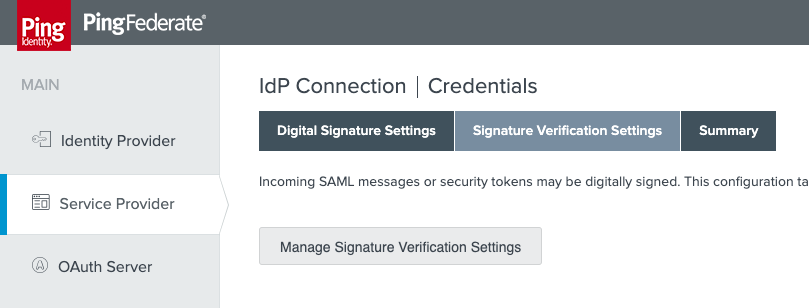 Ping
Identity.
PingFederate®
MAIN
Identity Provider
Service Provider
OAuth Server
IdP Connection | Credentials
Digital Signature Settings
Signature Verification Settings
Summary
Incoming SAML messages or security tokens may be digitally signed. This configuration ta
Manage Signature Verification Settings